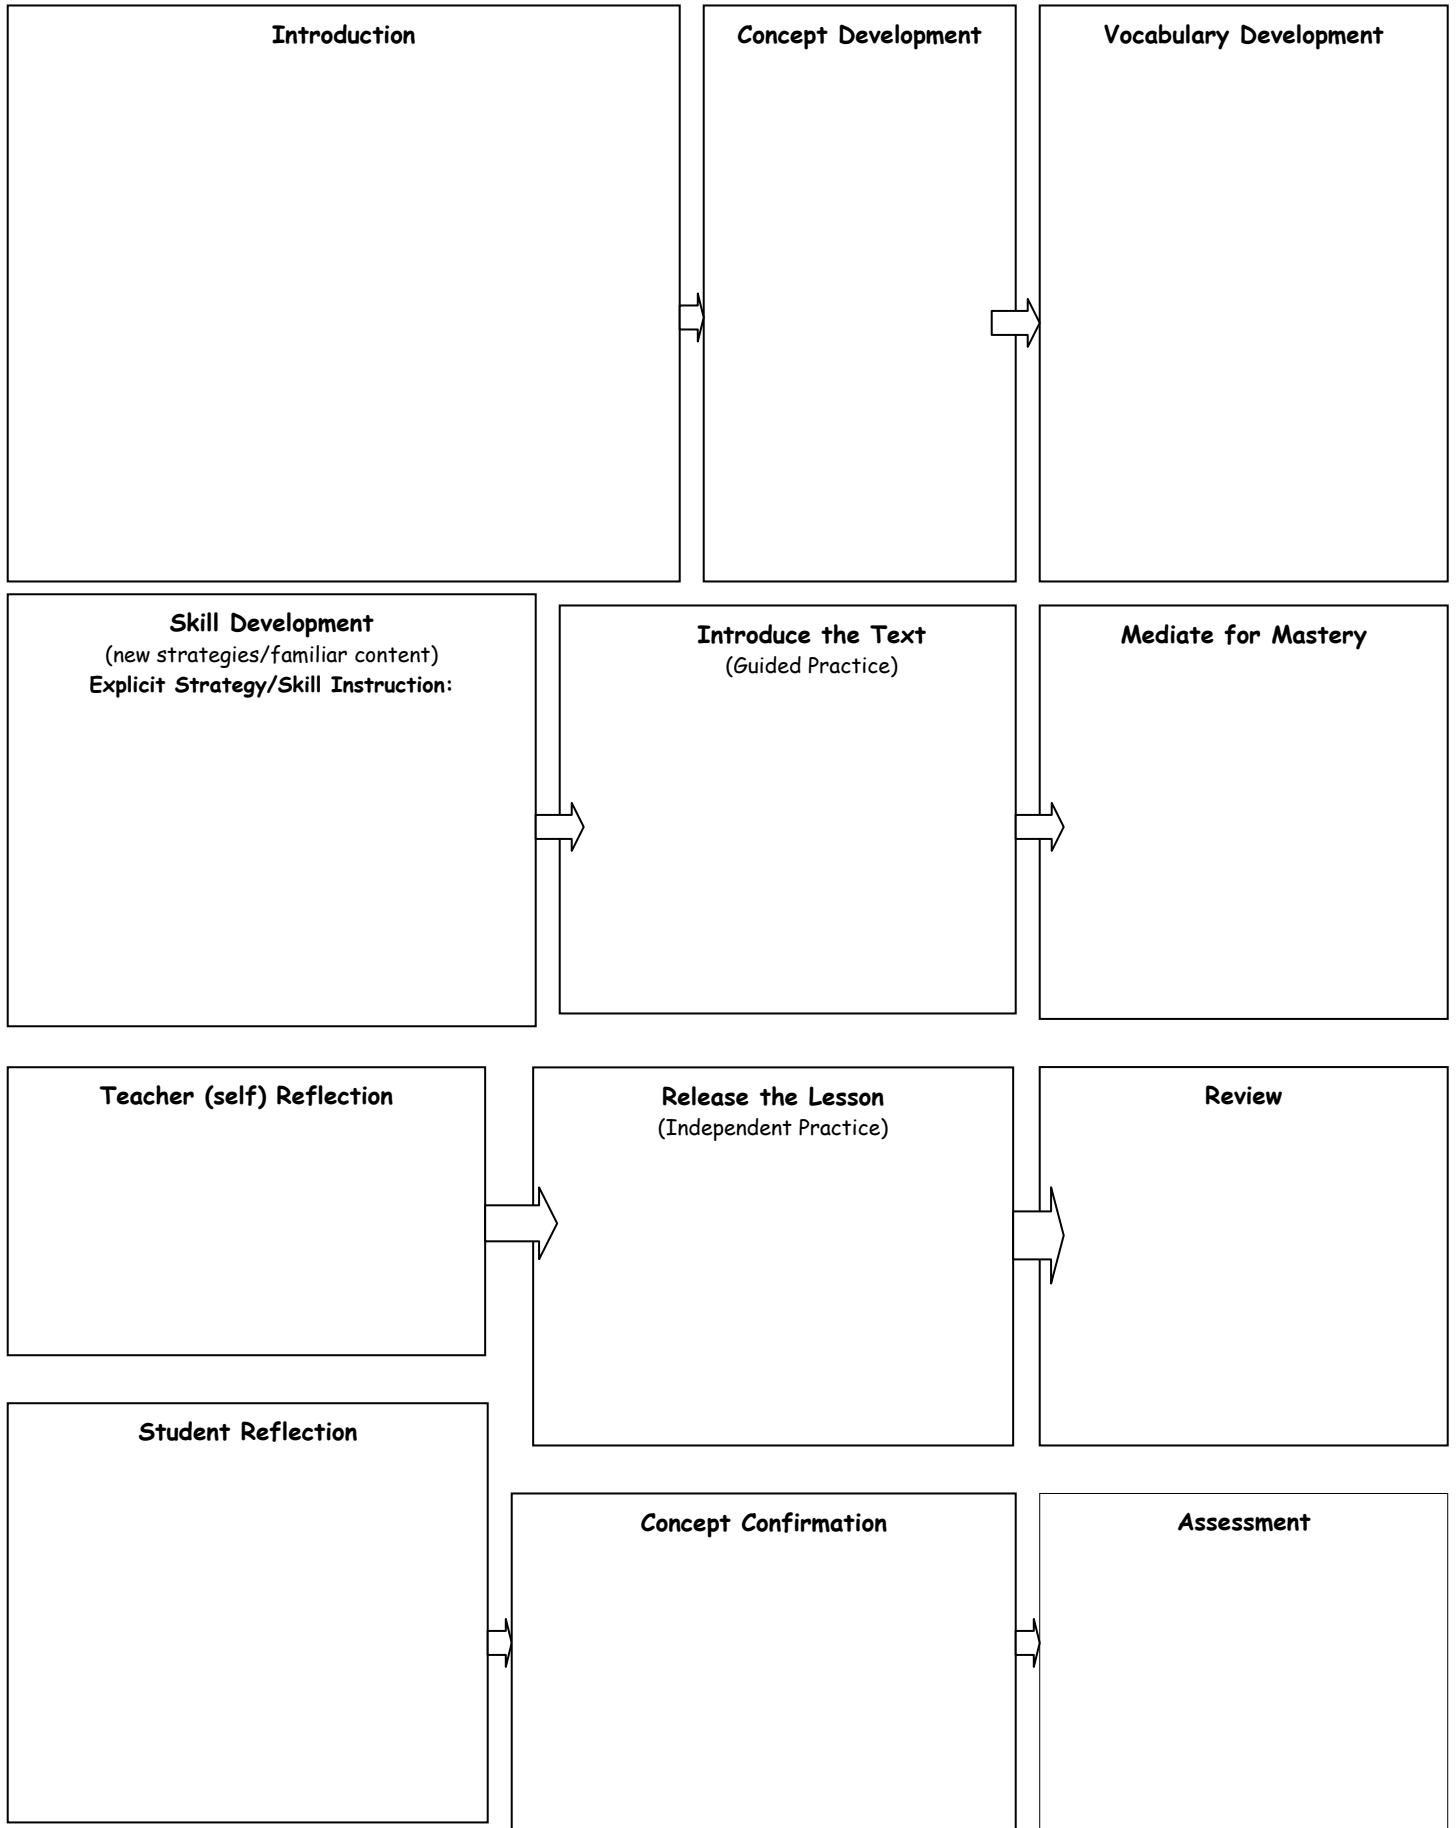 Introduction
Concept Development
Vocabulary Development
Skill Development
(new strategies/familiar content)
Explicit Strategy/Skill Instruction:
Introduce the Text
(Guided Practice)
Mediate for Mastery
Teacher (self) Reflection
Release the Lesson
(Independent Practice)
Review
Student Reflection
Concept Confirmation
Assessment